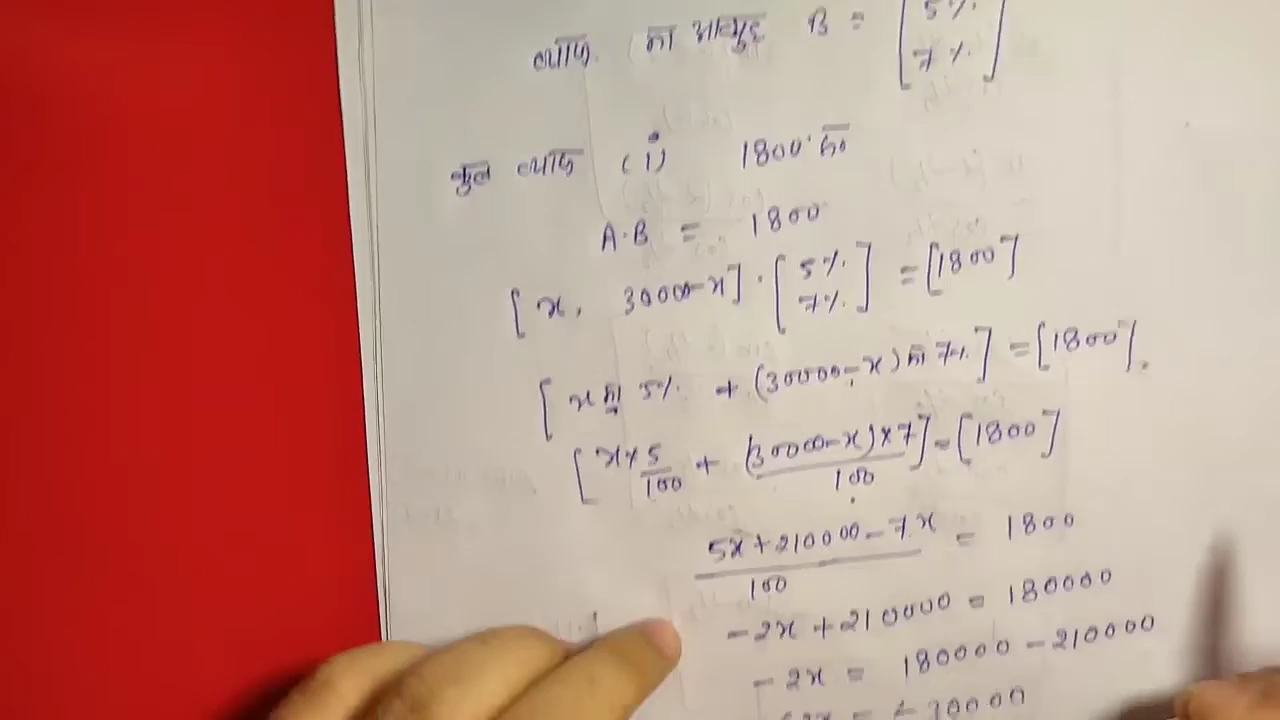 ब्याज का आव्यूह B = [5%
7%]
कुल ब्याज (i) 1800 का
A·B = 1800
[x, 30000-x]·[5%
7%] = [1800]
[x का 5% + (30000-x) का 7%] = [1800]
[x×5/100 + (30000-x)×7/100] = [1800]
5x+210000-7x/100 = 1800
-2x+210000 = 180000
-2x = 180000-210000